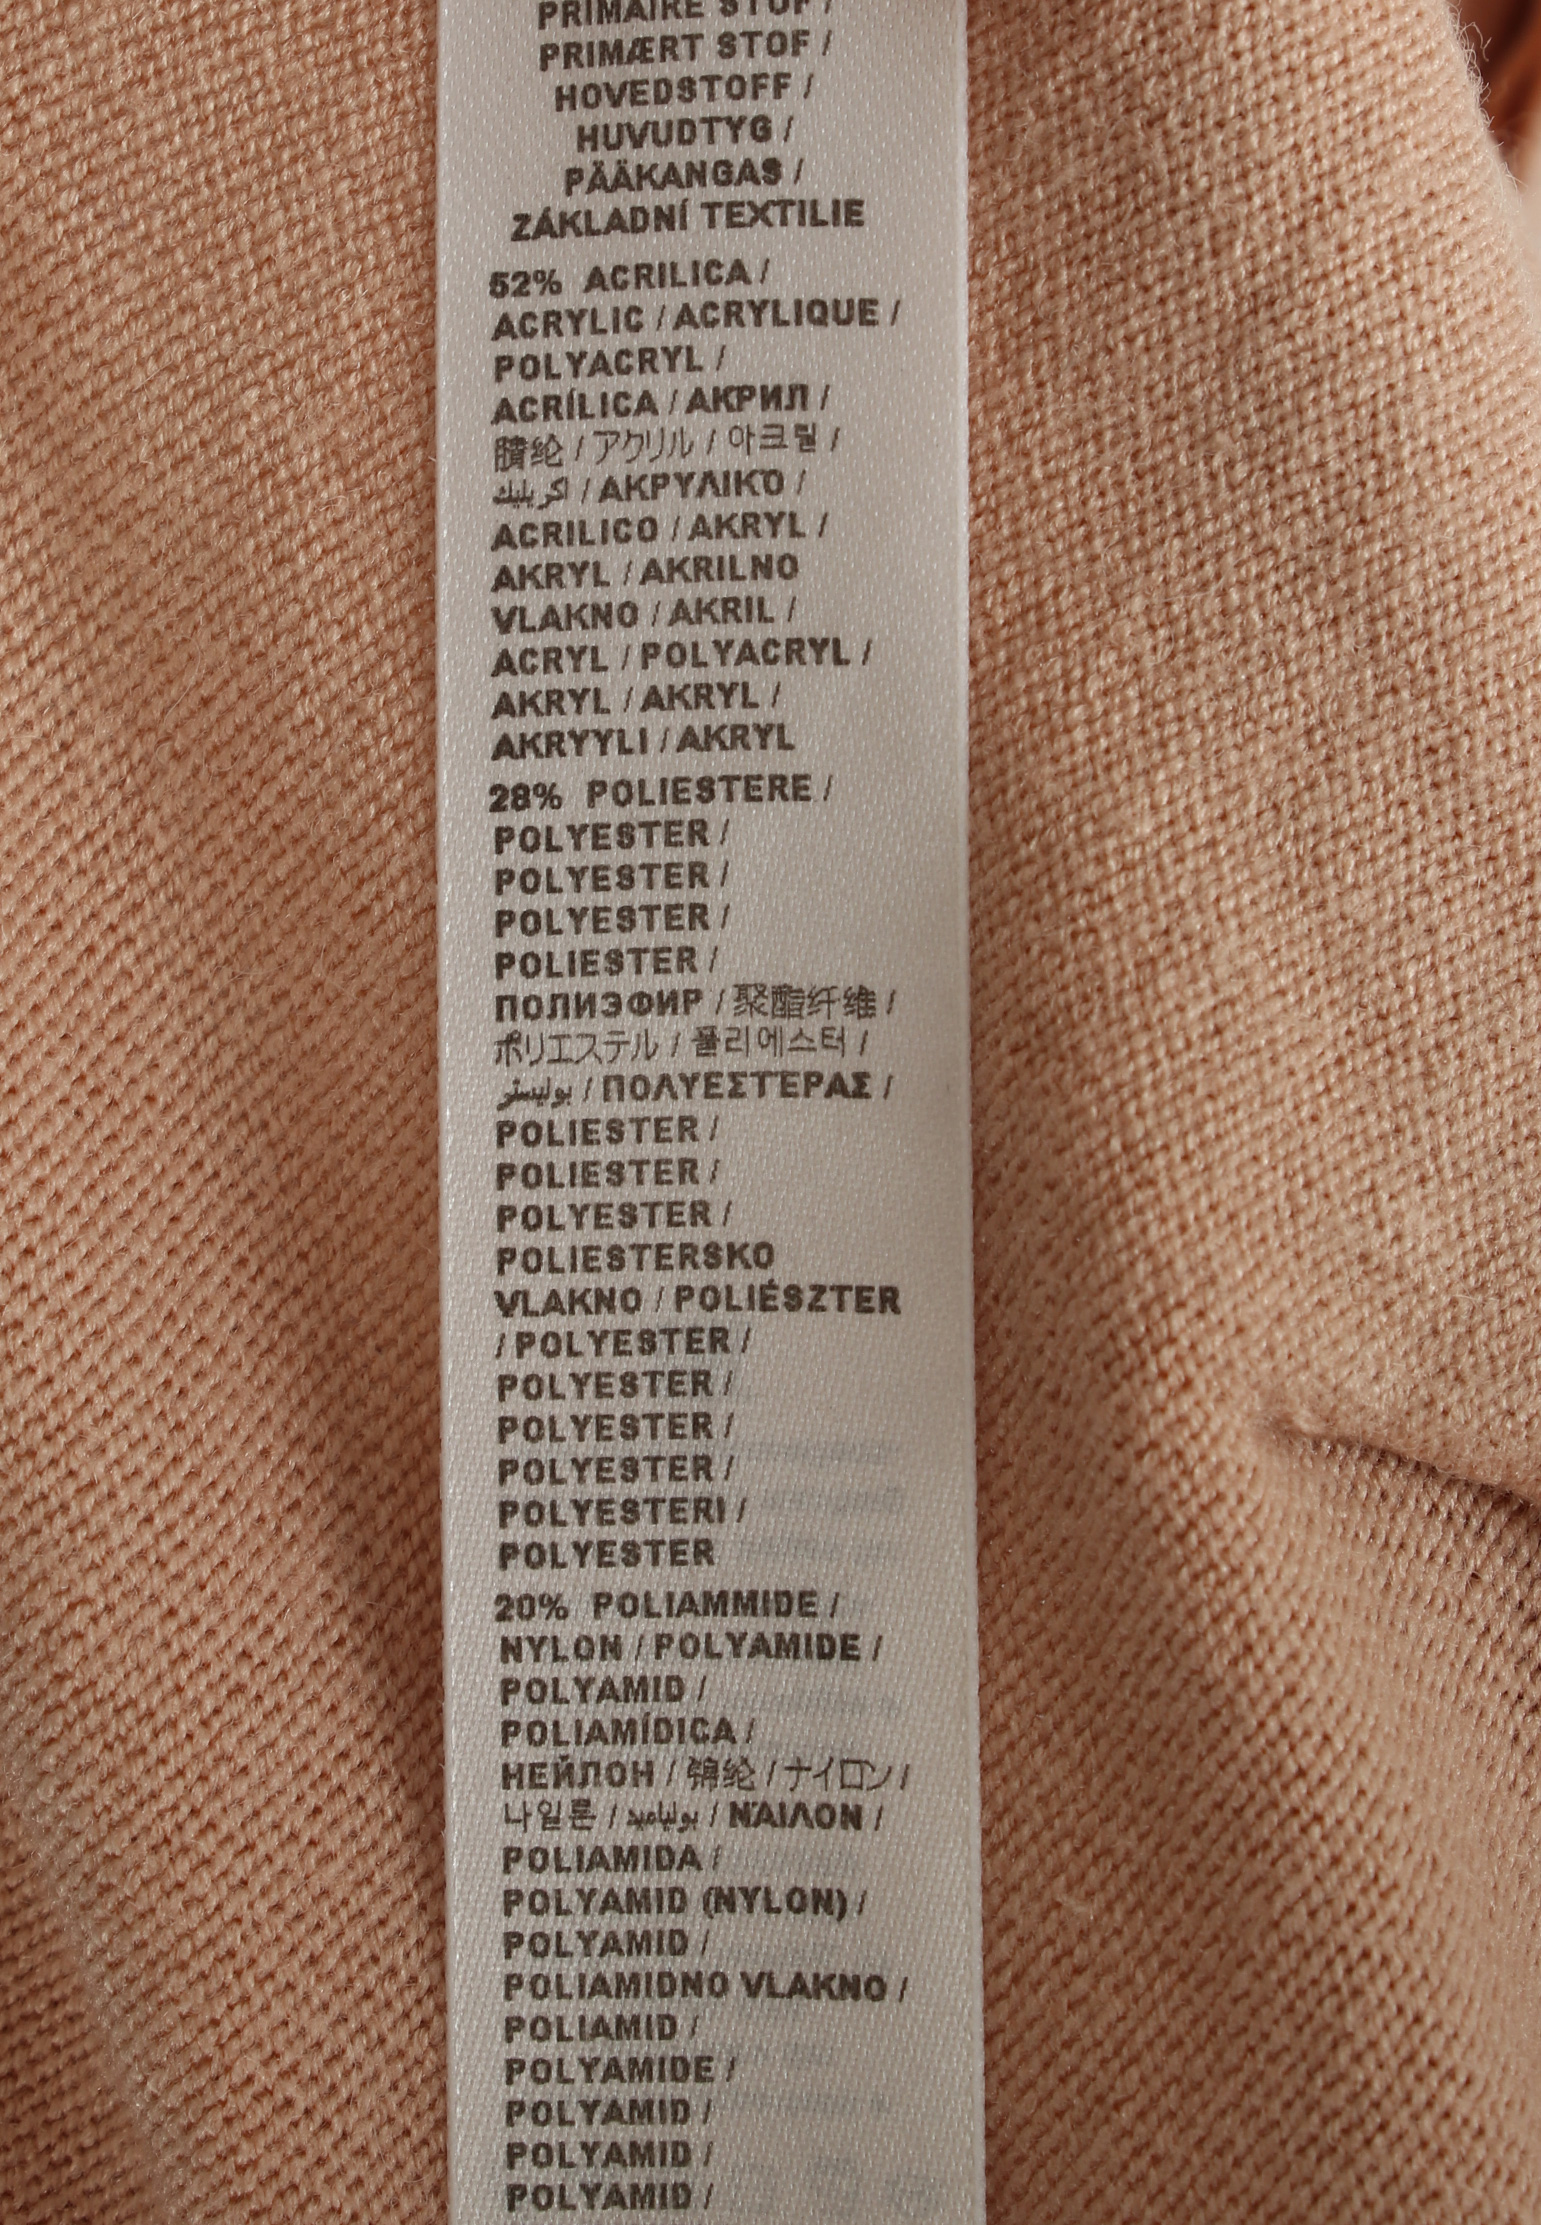 PRIMAIRE STOF /
PRIMÆRT STOF /
HOVEDSTOFF /
HUVUDTYG /
PÄÄKANGAS /
ZÁKLADNÍ TEXTILIE
52% ACRILICA /
ACRYLIC / ACRYLIQUE /
POLYACRYL /
ACRÍLICA / АКРИЛ /
腈纶 / アクリル / 아크릴 /
اكريليك / ΑΚΡΥΛΙΚΌ /
ACRILICO / AKRYL /
AKRYL / AKRILNO
VLAKNO / AKRIL /
ACRYL / POLYACRYL /
AKRYL / AKRYL /
AKRYYLI / AKRYL
28% POLIESTERE /
POLYESTER /
POLYESTER /
POLYESTER /
POLIESTER /
ПОЛИЭФИР / 聚酯纤维 /
ポリエステル / 폴리에스터 /
بوليستر / ΠΟΛΥΕΣΤΈΡΑΣ /
POLIESTER /
POLIESTER /
POLYESTER /
POLIESTERSKO
VLAKNO / POLIÉSZTER
/ POLYESTER /
POLYESTER /
POLYESTER /
POLYESTER /
POLYESTERI /
POLYESTER
20% POLIAMMIDE /
NYLON / POLYAMIDE /
POLYAMID /
POLIAMÍDICA /
НЕЙЛОН / 锦纶 / ナイロン /
나일론 / بولياميد / ΝΆΙΛΟΝ /
POLIAMIDA /
POLYAMID (NYLON) /
POLYAMID /
POLIAMIDNO VLAKNO /
POLIAMID /
POLYAMIDE /
POLYAMID /
POLYAMID /
POLYAMID /